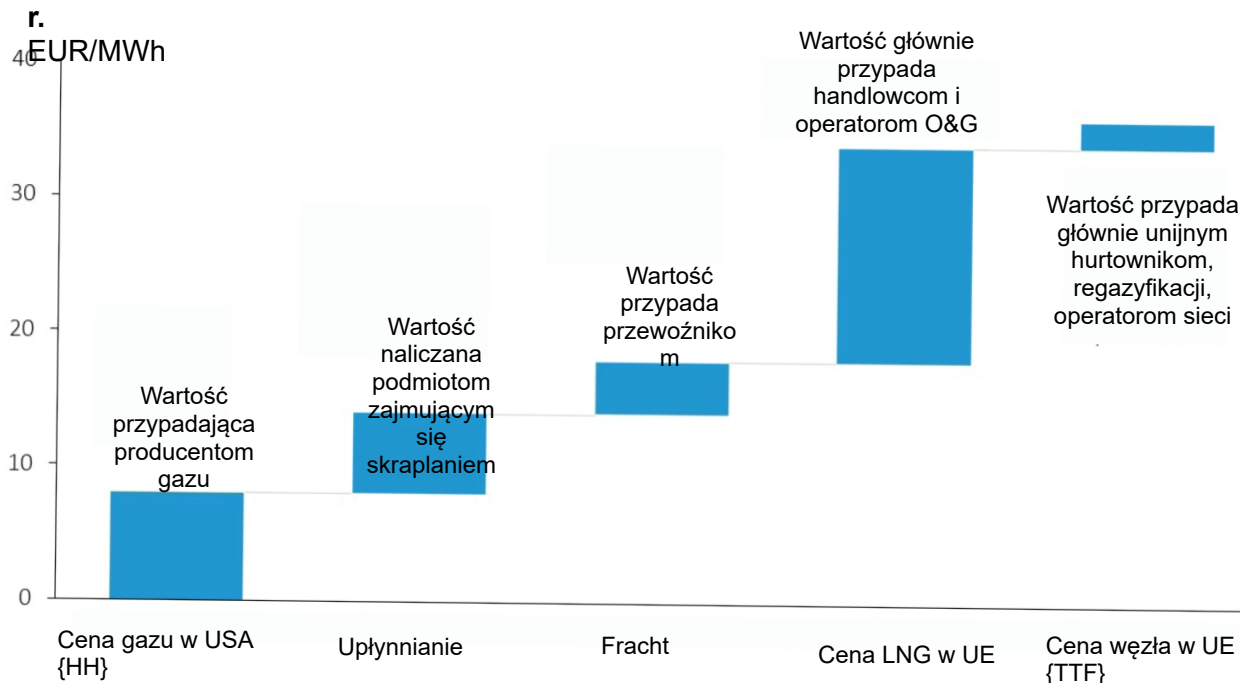 r.
EUR/MWh
40
30
20
10
0
Wartość
przypadająca
producentom
gazu
Wartość
naliczana
podmiotom
zajmującym
się
skraplaniem
Wartość
przypada
przewoźniko
m
Wartość głównie
przypada
handlowcom i
operatorom O&G
Wartość przypada
głównie unijnym
hurtownikom,
regazyfikacji,
operatorom sieci
Cena gazu w USA
{HH}
Upłynnianie
Fracht
Cena LNG w UE
Cena węzła w UE
{TTF}